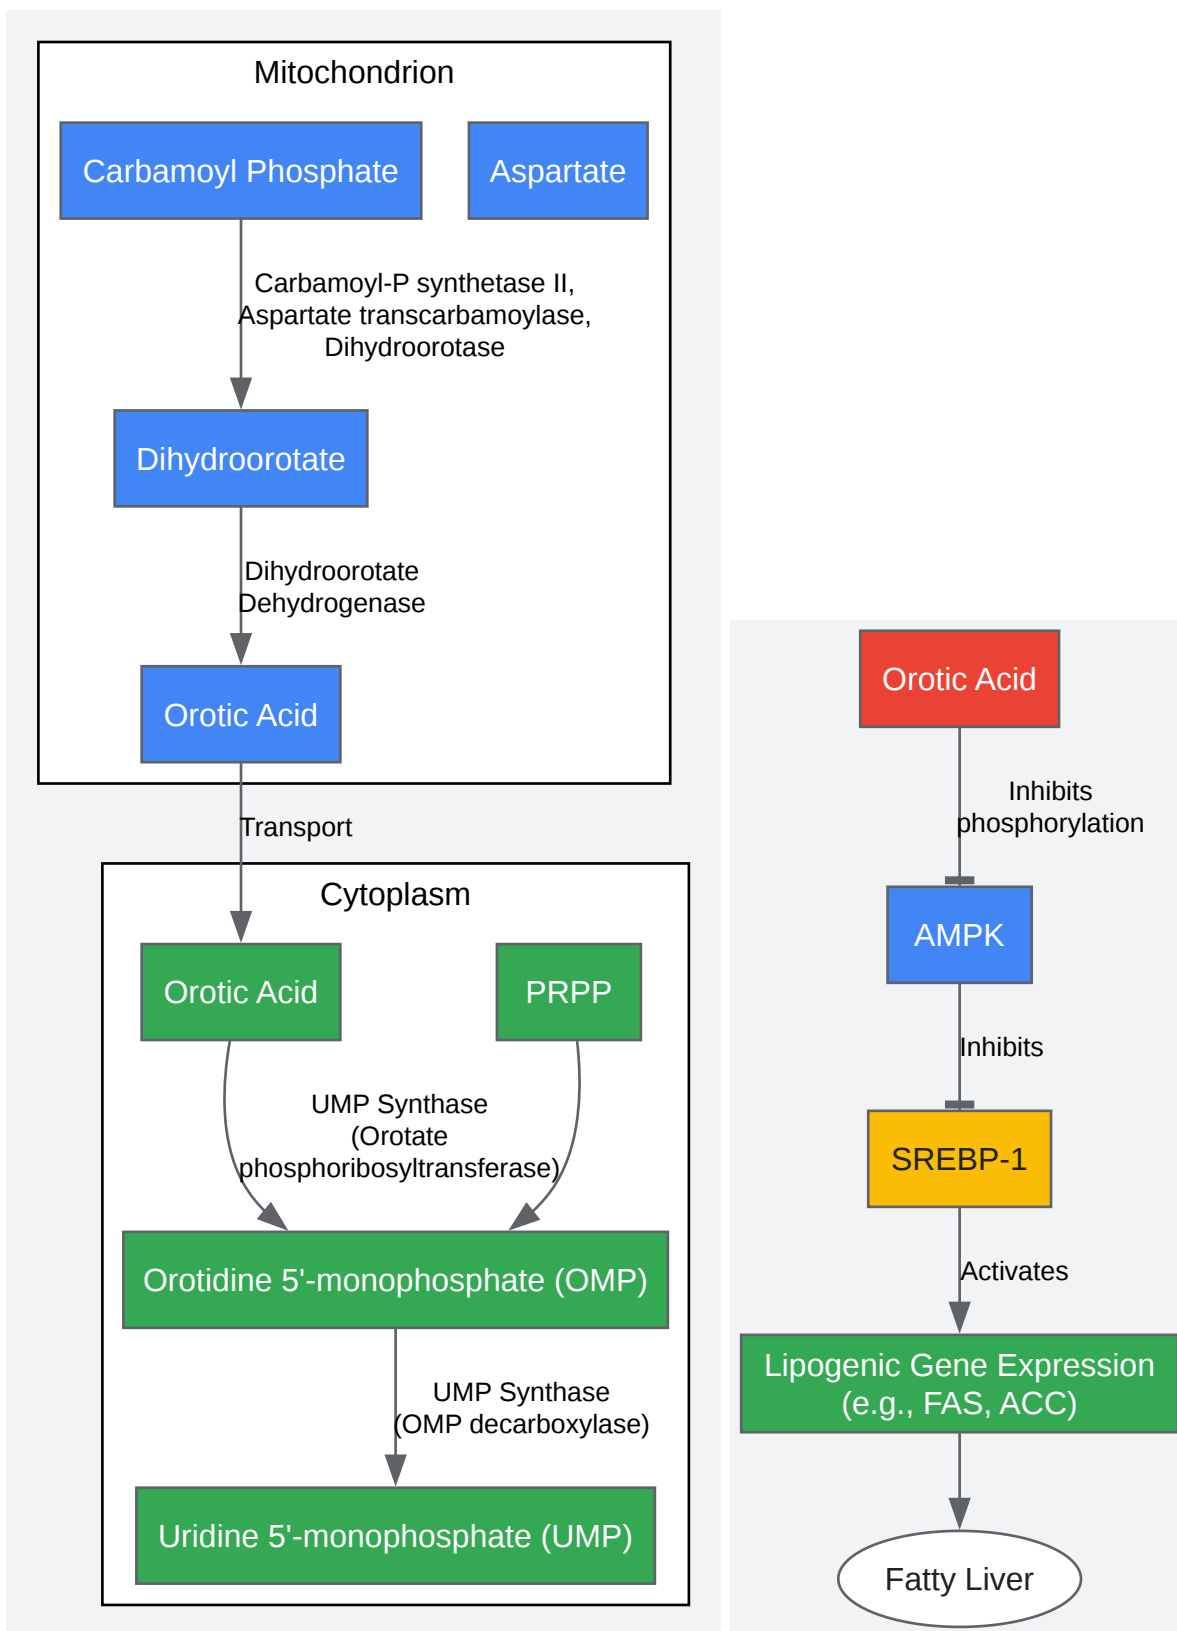 Mitochondrion
Carbamoyl Phosphate
Aspartate
Carbamoyl-P synthetase II,
Aspartate transcarbamoylase,
Dihydroorotase
Dihydroorotate
Dihydroorotate
Dehydrogenase
Orotic Acid
Transport
Cytoplasm
Orotic Acid
PRPP
UMP Synthase
(Orotate
phosphoribosyltransferase)
Orotidine 5'-monophosphate (OMP)
UMP Synthase
(OMP decarboxylase)
Uridine 5'-monophosphate (UMP)
Orotic Acid
Inhibits
phosphorylation
AMPK
Inhibits
SREBP-1
Activates
Lipogenic Gene Expression
(e.g., FAS, ACC)
Fatty Liver